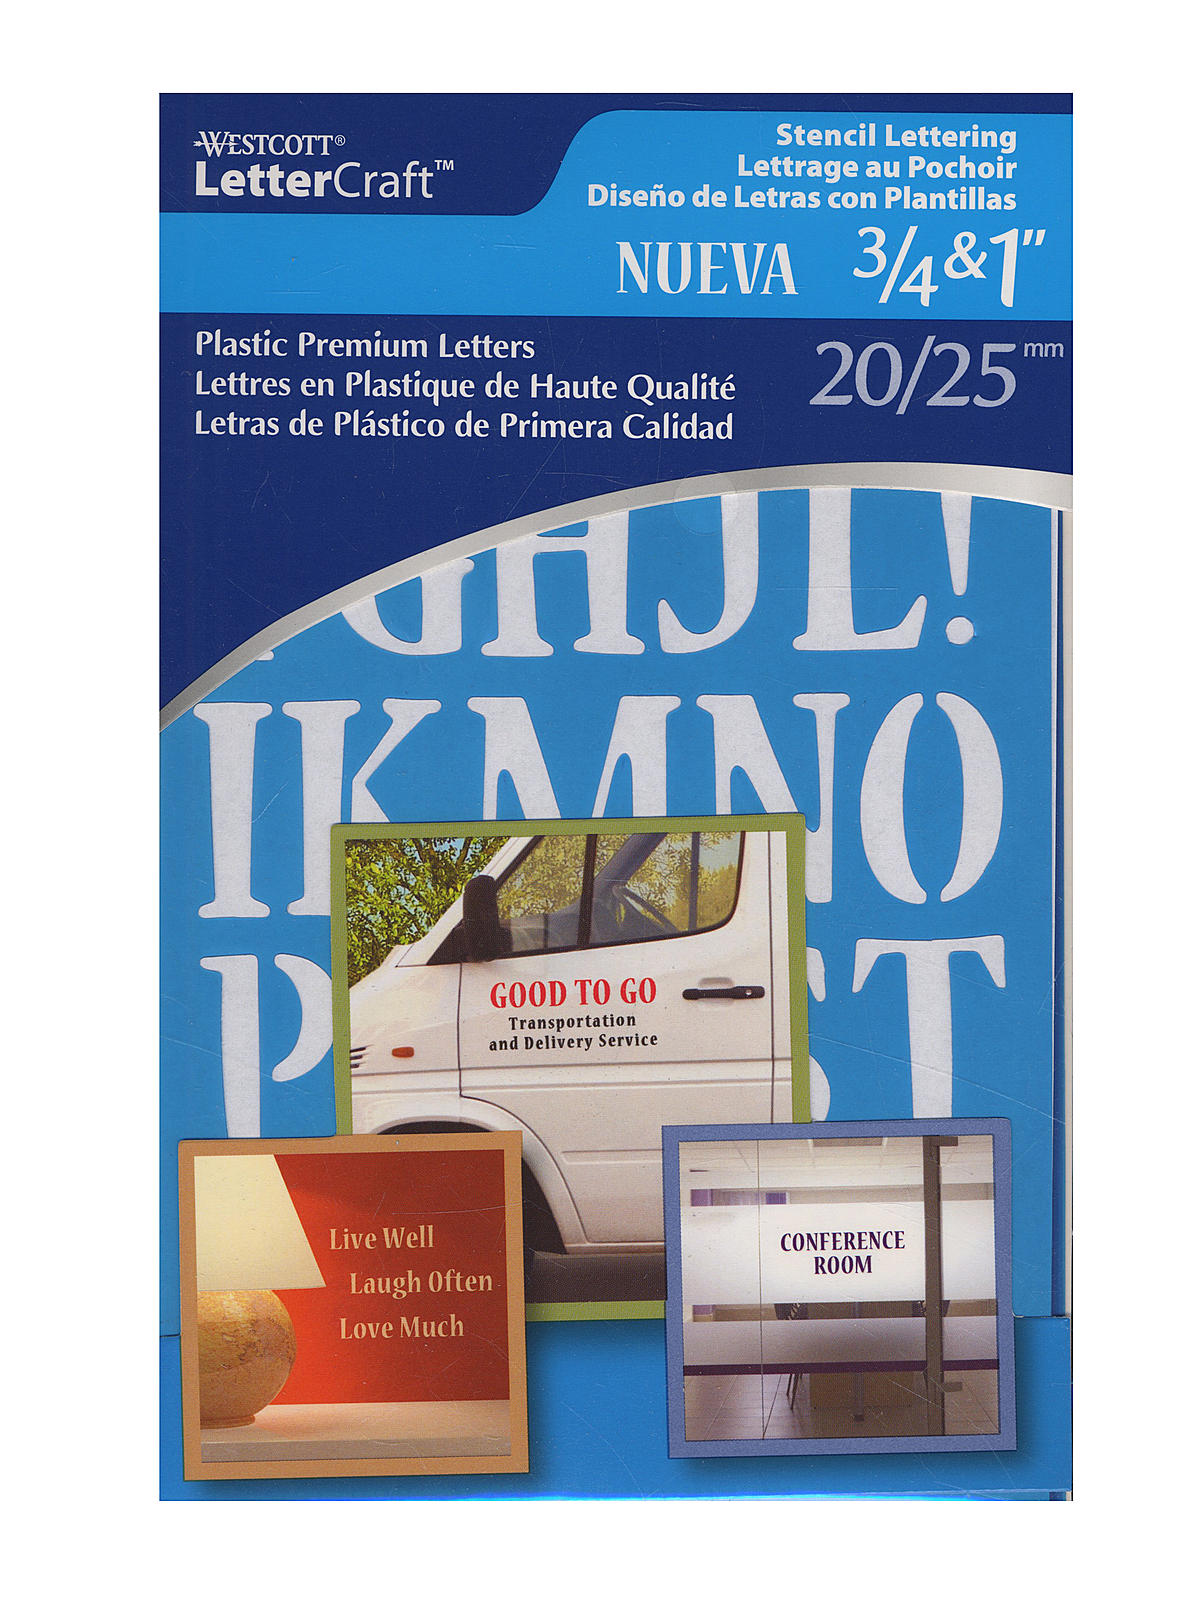 WESTCOTT®
LetterCraft™
Stencil Lettering
Lettrage au Pochoir
Diseño de Letras con Plantillas
NUEVA 3/4&1"
20/25mm
Plastic Premium Letters
Lettres en Plastique de Haute Qualité
Letras de Plástico de Primera Calidad
GHJL!
IKMNO
P ST
GOOD TO GO
Transportation
and Delivery Service
Live Well
Laugh Often
Love Much
CONFERENCE
ROOM